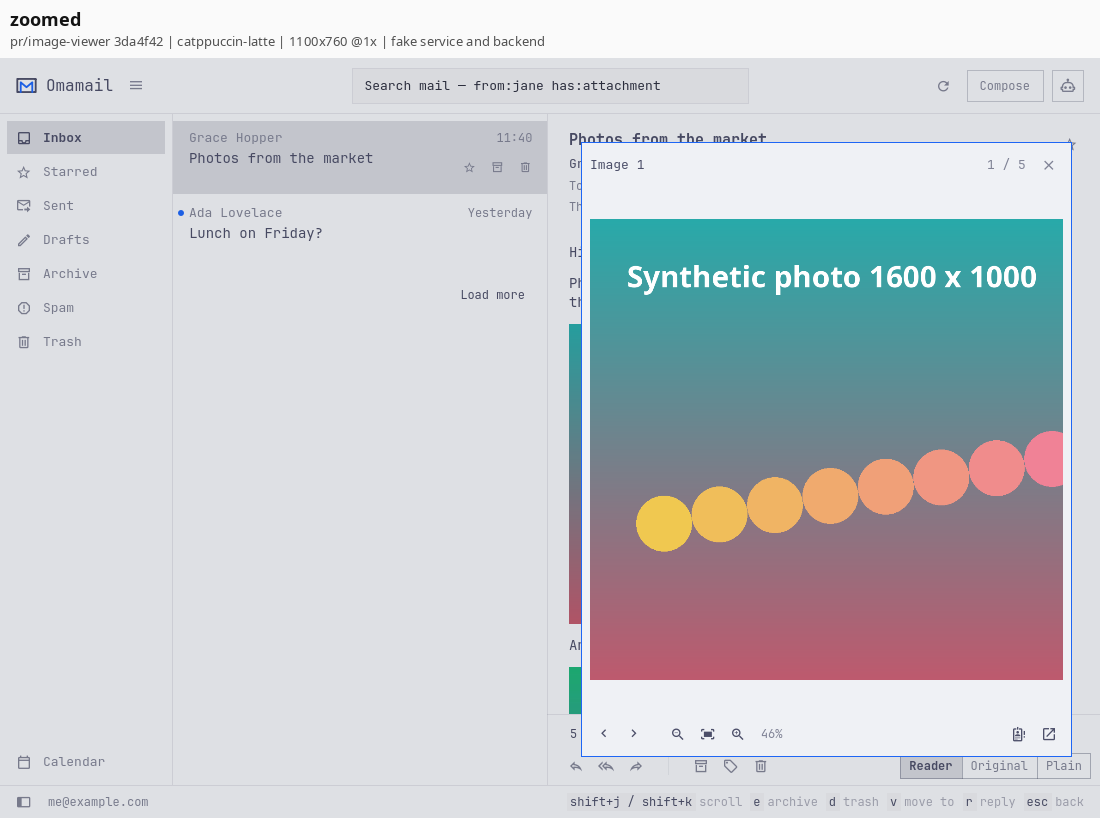 zoomed
pr/image-viewer 3da4f42 | catppuccin-latte | 1100x760 @1x | fake service and backend
Omamail
Search mail — from:jane has:attachment
Compose
Inbox
Starred
Sent
Drafts
Archive
Spam
Trash
Calendar
Grace Hopper 11:40
Photos from the market
Ada Lovelace Yesterday
Lunch on Friday?
Load more
Photos from the market
Image 1 1 / 5
Synthetic photo 1600 x 1000
5
46%
Reader Original Plain
me@example.com
shift+j / shift+k scroll e archive d trash v move to r reply esc back